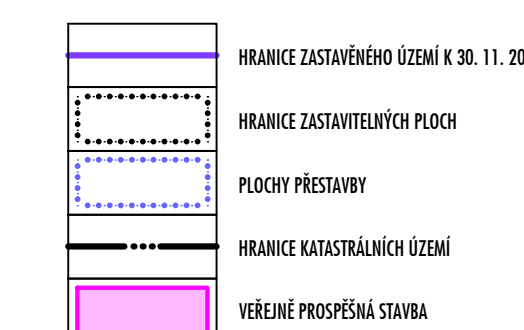 HRANICE ZASTAVĚNÉHO ÚZEMÍ K 30. 11. 20
HRANICE ZASTAVITELNÝCH PLOCH
PLOCHY PŘESTAVBY
HRANICE KATASTRÁLNÍCH ÚZEMÍ
VEŘEJNĚ PROSPĚŠNÁ STAVBA